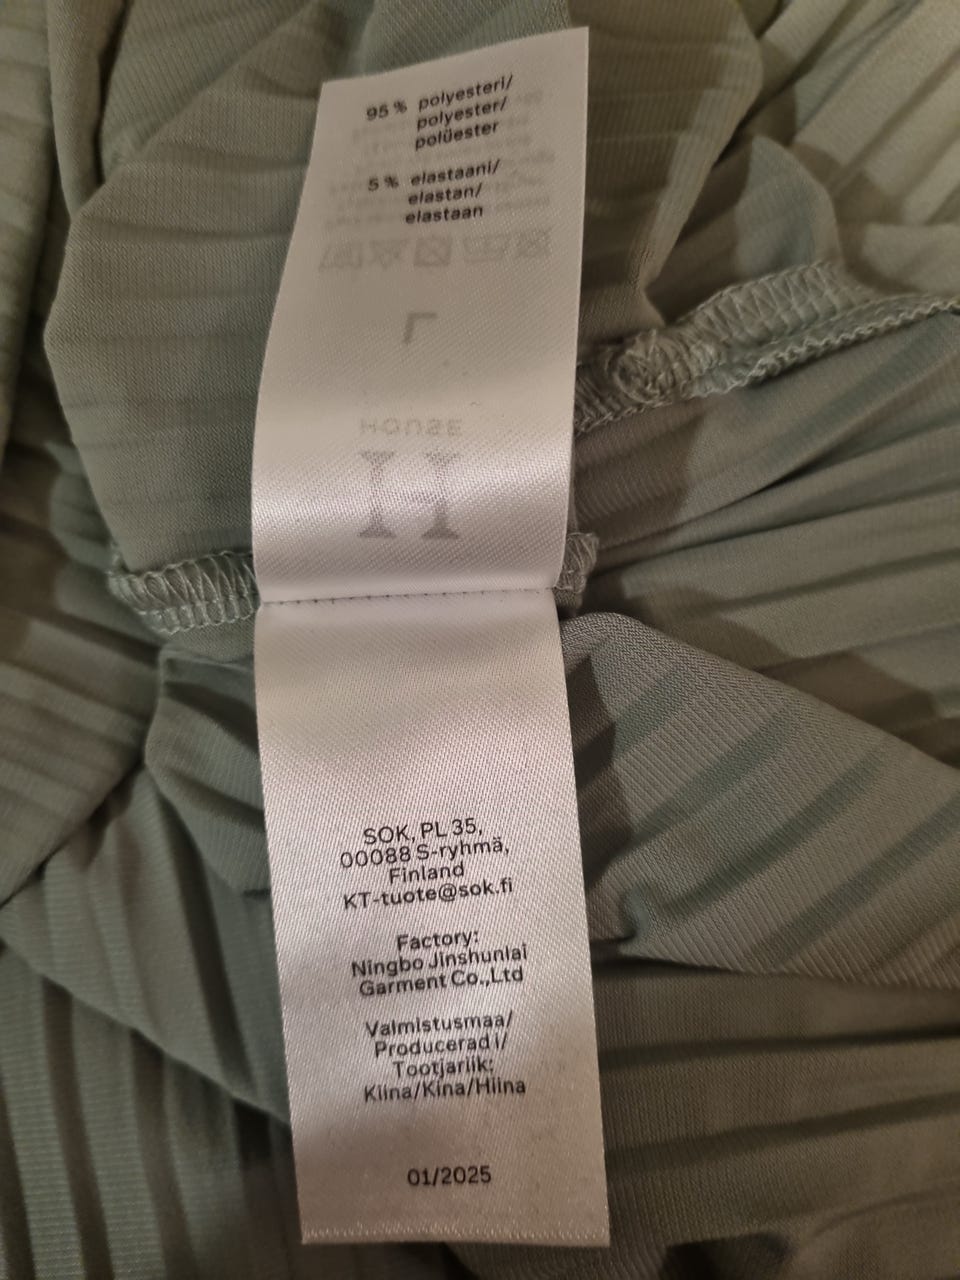 95 % polyesteri/
polyester/
polüester
5 % elastaani/
elastan/
elastaan
L
HOUSE
SOK, PL 35,
00088 S-ryhmä,
Finland
KT-tuote@sok.fi
Factory:
Ningbo Jinshunlai
Garment Co.,Ltd
Valmistusmaa/
Producerad i/
Tootjariik:
Kiina/Kina/Hiina
01/2025